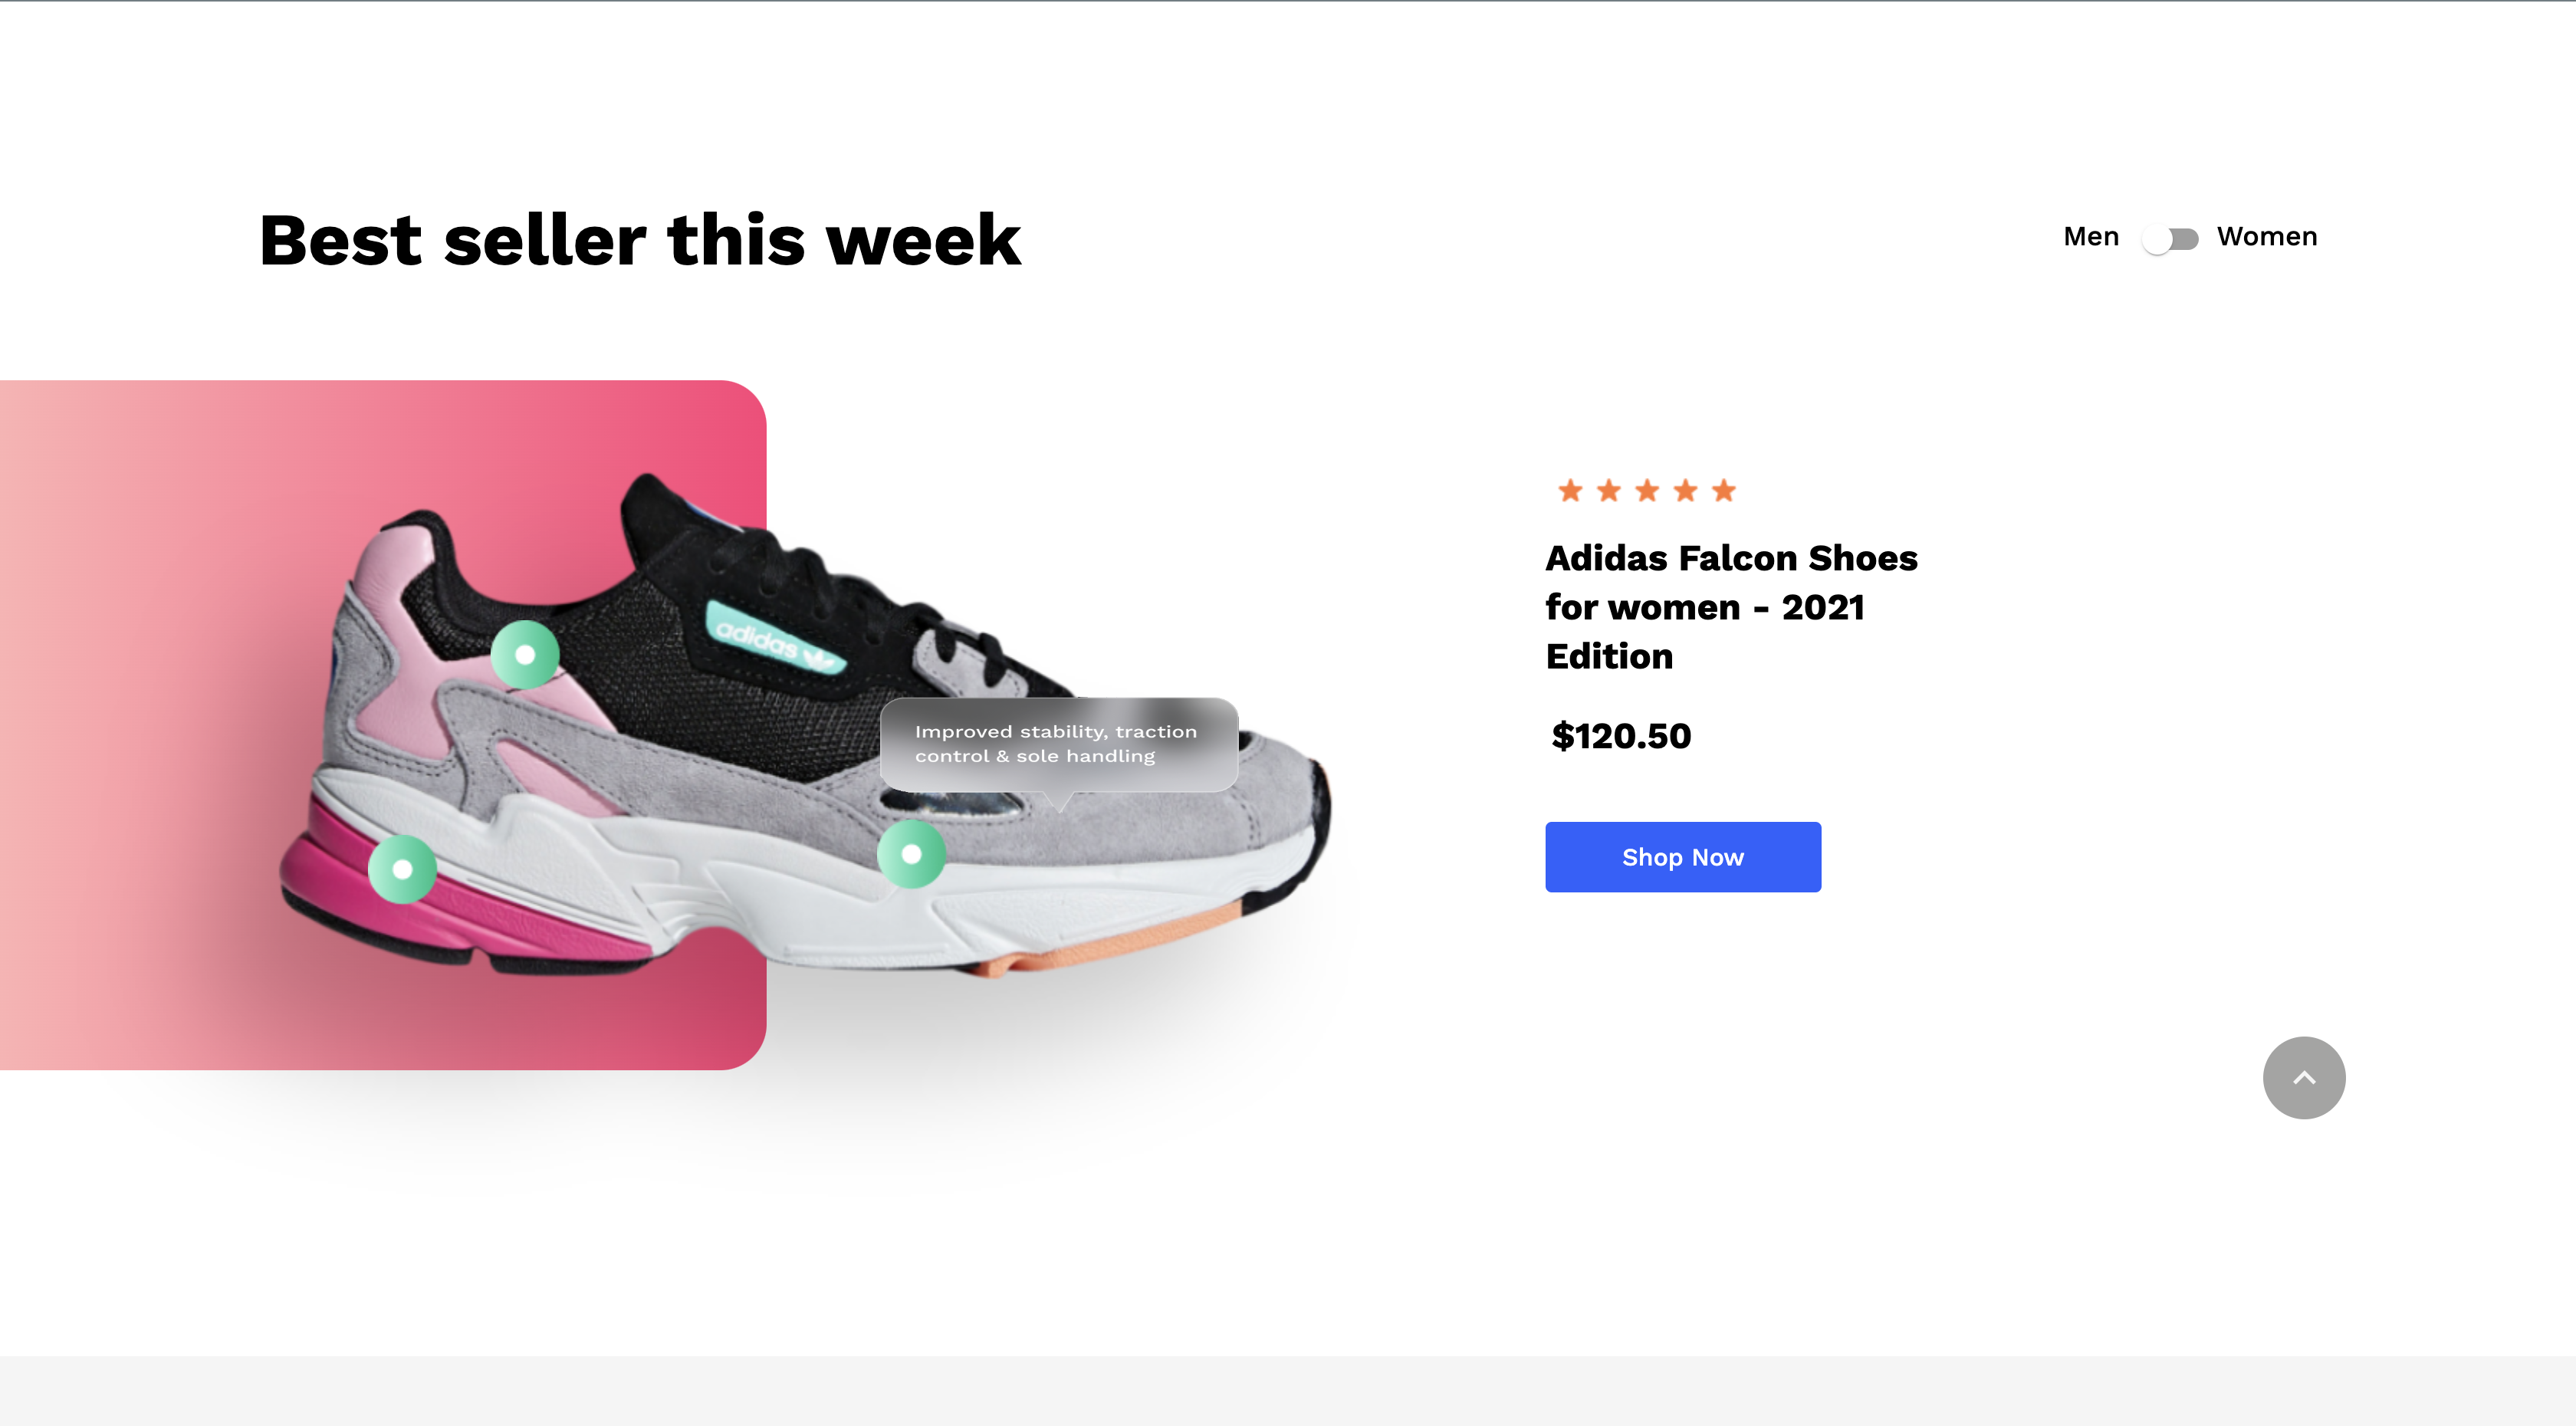 Best seller this week
Men Women
adidas
Improved stability, traction
control & sole handling
Adidas Falcon Shoes
for women - 2021
Edition
$120.50
Shop Now